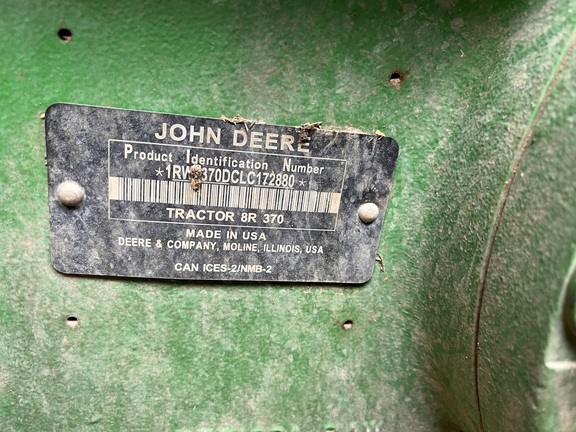 JOHN DEERE
Product Identification Number
*1RW8370DCLC172880*
TRACTOR 8R 370
MADE IN USA
DEERE & COMPANY, MOLINE, ILLINOIS, USA
CAN ICES-2/NMB-2